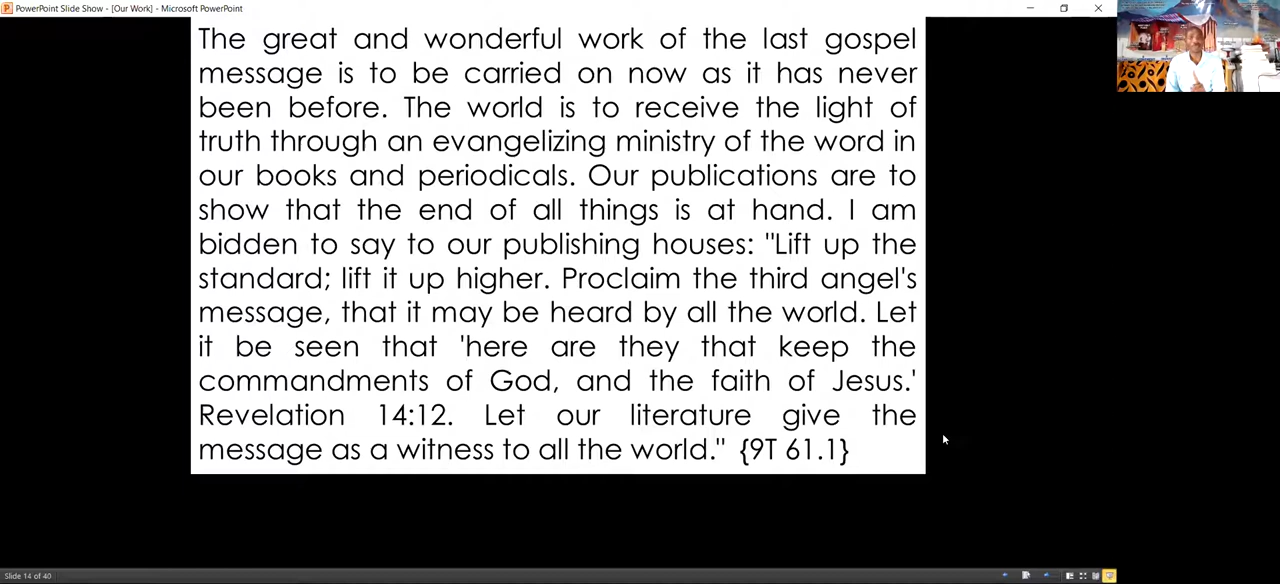 PowerPoint Slide Show - [Our Work] - Microsoft PowerPoint
The great and wonderful work of the last gospel
message is to be carried on now as it has never
been before. The world is to receive the light of
truth through an evangelizing ministry of the word in
our books and periodicals. Our publications are to
show that the end of all things is at hand. I am
bidden to say to our publishing houses: "Lift up the
standard; lift it up higher. Proclaim the third angel's
message, that it may be heard by all the world. Let
it be seen that 'here are they that keep the
commandments of God, and the faith of Jesus.'
Revelation 14:12. Let our literature give the
message as a witness to all the world." {9T 61.1}
Slide 14 of 40